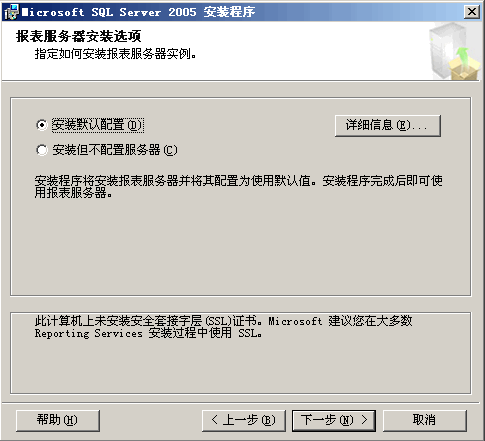 Microsoft SQL Server 2005 安装程序
报表服务器安装选项
指定如何安装报表服务器实例。
安装默认配置(D)
详细信息(E)...
安装但不配置服务器(C)
安装程序将安装报表服务器并将其配置为使用默认值。安装程序完成后即可使
用报表服务器。
此计算机上未安装安全套接字层(SSL)证书。Microsoft 建议您在大多数
Reporting Services 安装过程中使用 SSL。
帮助(H)
< 上一步(B)
下一步(N) >
取消